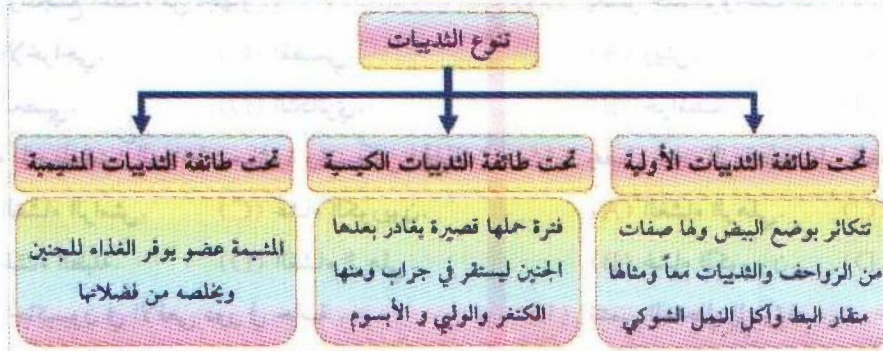 تنوع الثدييات
تحت طائفة الثدييات الأولية
تتكاثر بوضع البيض ولها صفات
من الزواحف والثدييات معاً ومثالها
منقار البط وآكل النمل الشوكي
تحت طائفة الثدييات الكيسية
فترة حملها قصيرة يغادر بعدها
الجنين ليستقر في جراب ومنها
الكنغر والولبي و الأبسوم
تحت طائفة الثدييات المشيمية
المشيمة عضو يوفر الغذاء للجنين
ويخلصه من فضلاتها